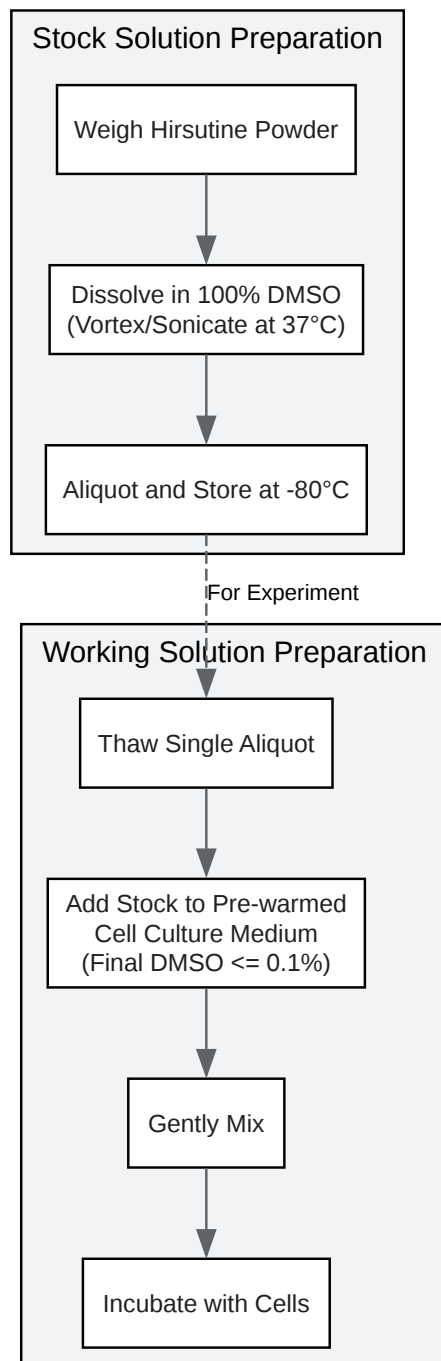 Stock Solution Preparation
Weigh Hirsutine Powder
Dissolve in 100% DMSO
(Vortex/Sonicate at 37°C)
Aliquot and Store at -80°C
For Experiment
Working Solution Preparation
Thaw Single Aliquot
Add Stock to Pre-warmed
Cell Culture Medium
(Final DMSO <= 0.1%)
Gently Mix
Incubate with Cells